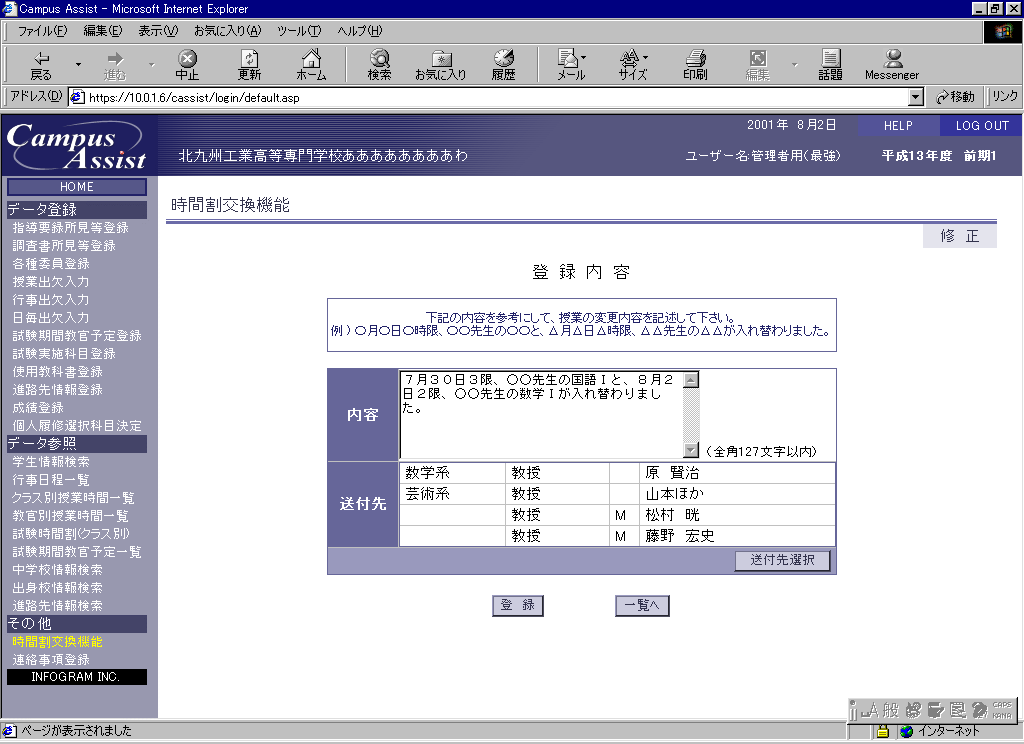 Campus Assist - Microsoft Internet Explorer
ファイル(F) 編集(E) 表示(V) お気に入り(A) ツール(T) ヘルプ(H)
戻る 進む 中止 更新 ホーム 検索 お気に入り 履歴 メール サイズ 印刷 編集 話題 Messenger
アドレス(D) https://10.0.1.6/cassist/login/default.asp 移動 リンク
Campus Assist
2001年 8月2日 HELP LOG OUT
北九州工業高等専門学校ああああああああわ ユーザー名:管理者用(最強) 平成13年度 前期1
HOME
データ登録
指導要録所見等登録
調査書所見等登録
各種委員登録
授業出欠入力
行事出欠入力
日毎出欠入力
試験期間教官予定登録
試験実施科目登録
使用教科書登録
進路先情報登録
成績登録
個人履修選択科目決定
データ参照
学生情報検索
行事日程一覧
クラス別授業時間一覧
教官別授業時間一覧
試験時間割(クラス別)
試験期間教官予定一覧
中学校情報検索
出身校情報検索
進路先情報検索
その他
時間割交換機能
連絡事項登録
INFOGRAM INC.
時間割交換機能
修 正
登 録 内 容
下記の内容を参考にして、授業の変更内容を記述して下さい。
例）○月○日○時限、○○先生の○○と、△月△日△時限、△△先生の△△が入れ替わりました。
内容
７月３０日３限、○○先生の国語Ⅰと、８月２
日２限、○○先生の数学Ⅰが入れ替わりまし
た。
（全角127文字以内）
送付先
数学系 教授 原 賢治
芸術系 教授 山本ほか
教授 M 松村 晄
教授 M 藤野 宏史
送付先選択
登 録 一覧へ
A 般 CAPS KANA
ページが表示されました インターネット